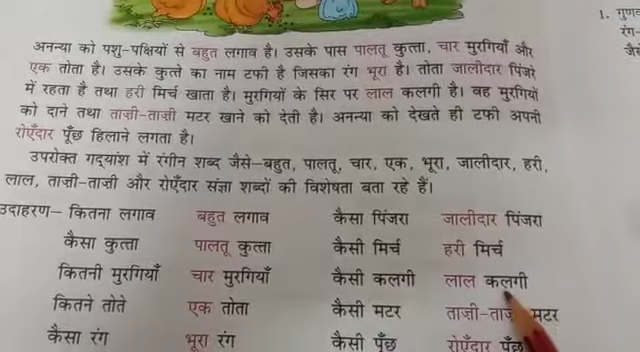 अनन्या को पशु-पक्षियों से बहुत लगाव है। उसके पास पालतू कुत्ता, चार मुरगियाँ और
एक तोता है। उसके कुत्ते का नाम टफी है जिसका रंग भूरा है। तोता जालीदार पिंजरे
में रहता है तथा हरी मिर्च खाता है। मुरगियों के सिर पर लाल कलगी है। वह मुरगियों
को दाने तथा ताज़ी-ताज़ी मटर खाने को देती है। अनन्या को देखते ही टफी अपनी
रोएँदार पूँछ हिलाने लगता है।
उपरोक्त गद्यांश में रंगीन शब्द जैसे–बहुत, पालतू, चार, एक, भूरा, जालीदार, हरी,
लाल, ताज़ी-ताज़ी और रोएँदार संज्ञा शब्दों की विशेषता बता रहे हैं।
उदाहरण– कितना लगाव बहुत लगाव कैसा पिंजरा जालीदार पिंजरा
कैसा कुत्ता पालतू कुत्ता कैसी मिर्च हरी मिर्च
कितनी मुरगियाँ चार मुरगियाँ कैसी कलगी लाल कलगी
कितने तोते एक तोता कैसी मटर ताज़ी-ताज़ी मटर
कैसा रंग भूरा रंग कैसी पूँछ रोएँदार पूँछ
1. गुणव
रंग-
जैसे